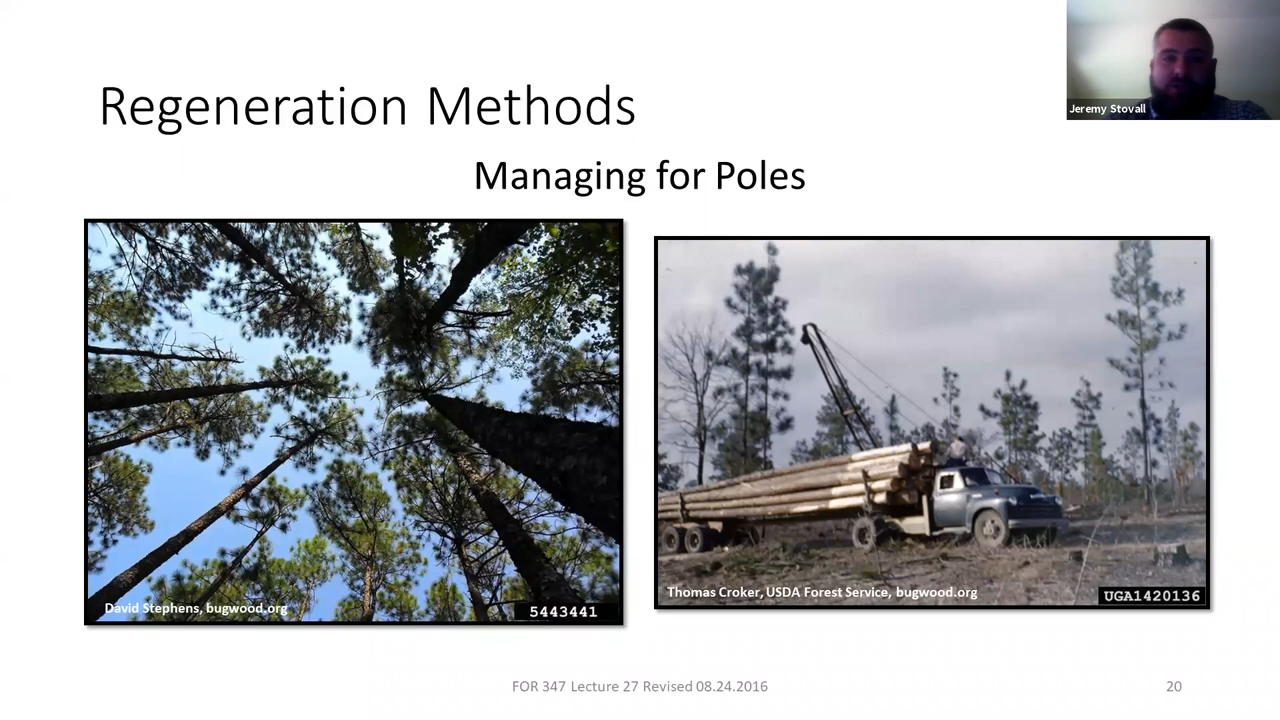 Jeremy Stovall
Regeneration Methods
Managing for Poles
David Stephens, bugwood.org
5443441
Thomas Croker, USDA Forest Service, bugwood.org
UGA1420136
FOR 347 Lecture 27 Revised 08.24.2016
20